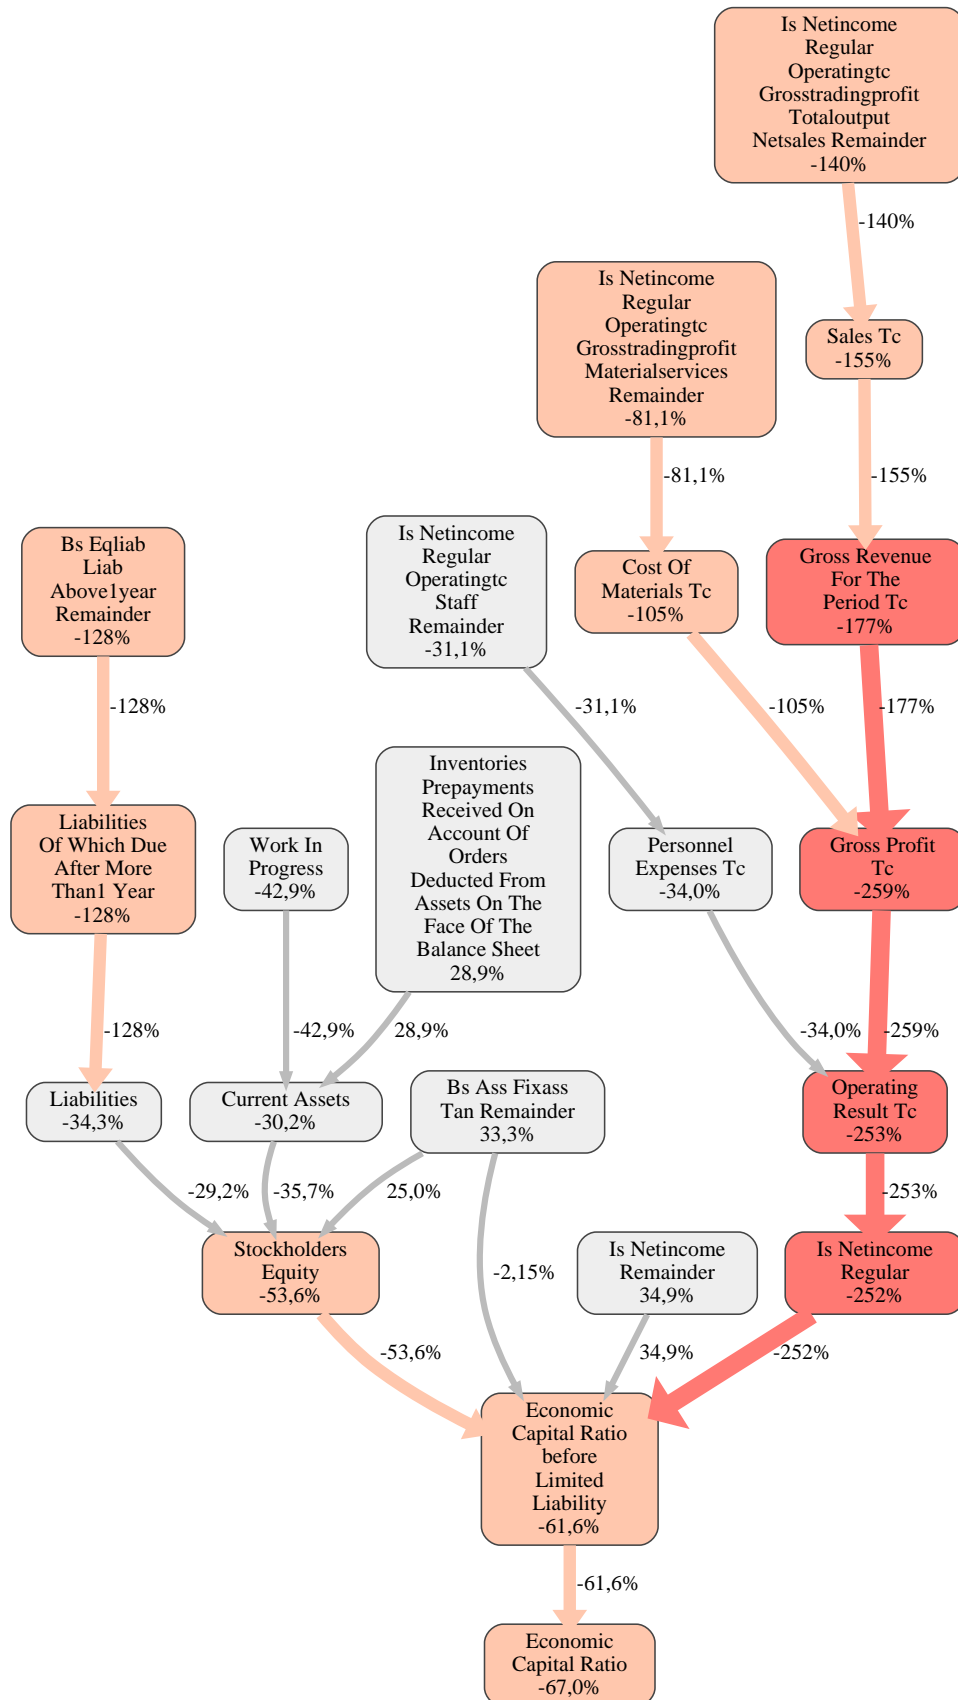 Is Netincome
Regular
Operatingtc
Grosstradingprofit
Totaloutput
Netsales Remainder
-140%
-140%
Is Netincome
Regular
Operatingtc
Grosstradingprofit
Materialservices
Remainder
-81,1%
Sales Tc
-155%
-81,1%
-155%
Bs Eqliab
Liab
Above1year
Remainder
-128%
Is Netincome
Regular
Operatingtc
Staff
Remainder
-31,1%
Cost Of
Materials Tc
-105%
Gross Revenue
For The
Period Tc
-177%
-128%
-31,1%
-105%
-177%
Liabilities
Of Which Due
After More
Than1 Year
-128%
Work In
Progress
-42,9%
Inventories
Prepayments
Received On
Account Of
Orders
Deducted From
Assets On The
Face Of The
Balance Sheet
28,9%
Personnel
Expenses Tc
-34,0%
Gross Profit
Tc
-259%
-128%
-42,9%
28,9%
-34,0%
-259%
Liabilities
-34,3%
Current Assets
-30,2%
Bs Ass Fixass
Tan Remainder
33,3%
Operating
Result Tc
-253%
-29,2%
-35,7%
25,0%
-2,15%
-253%
Stockholders
Equity
-53,6%
Is Netincome
Remainder
34,9%
Is Netincome
Regular
-252%
-53,6%
34,9%
-252%
Economic
Capital Ratio
before
Limited
Liability
-61,6%
-61,6%
Economic
Capital Ratio
-67,0%